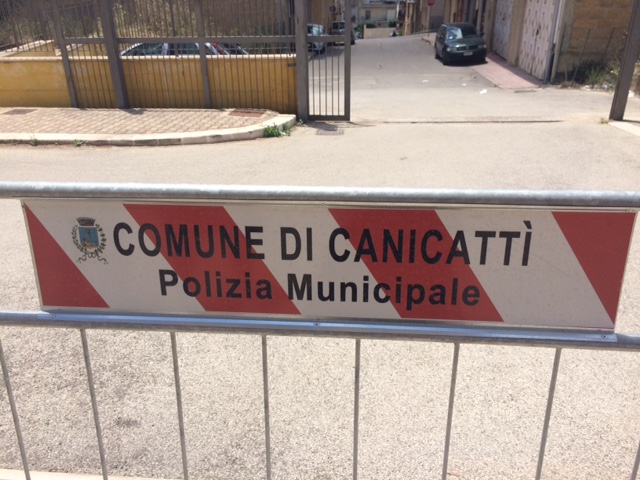 COMUNE DI CANICATTÌ
Polizia Municipale